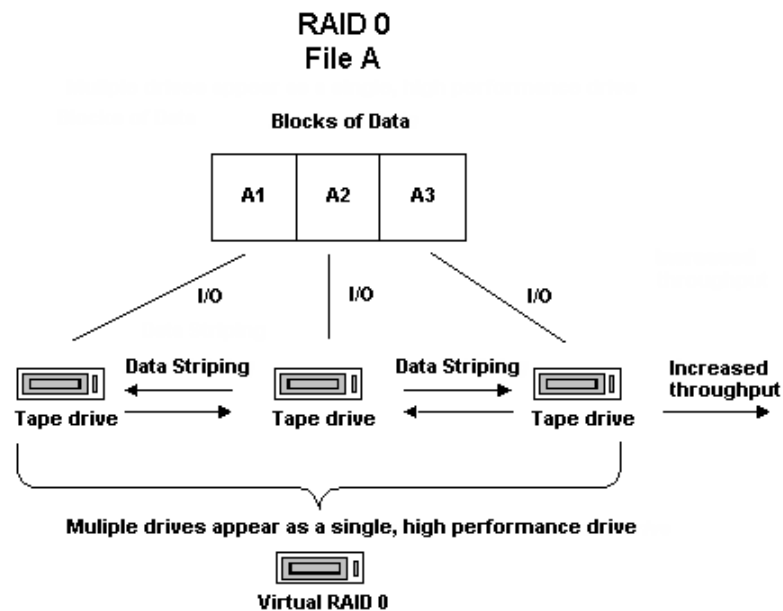 RAID 0
File A
Blocks of Data
A1 A2 A3
I/O I/O I/O
Data Striping Data Striping Increased
throughput
Tape drive Tape drive Tape drive
Muliple drives appear as a single, high performance drive
Virtual RAID 0